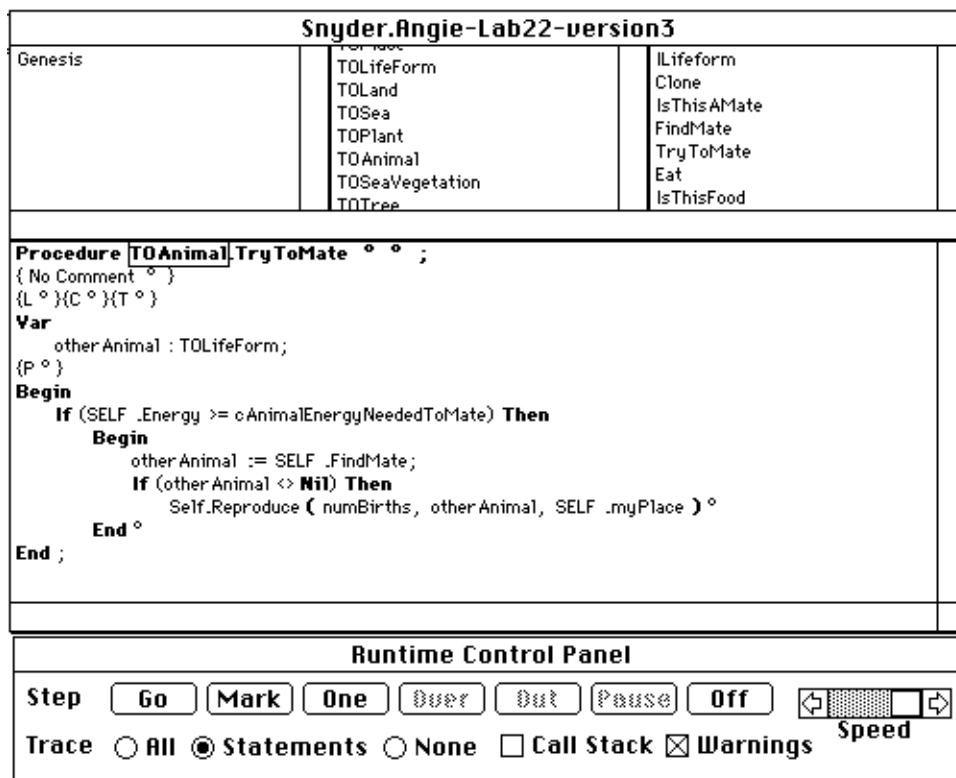 Snyder.Angie-Lab22-version3
Genesis
TOLifeForm
TOLand
TOSea
TOPlant
TOAnimal
TOSeaVegetation
TOTree
ILifeform
Clone
IsThisAMate
FindMate
TryToMate
Eat
IsThisFood
Procedure TOAnimal.TryToMate ° ° ;
{ No Comment ° }
{L ° }{C ° }{T ° }
Var
otherAnimal : TOLifeForm;
{P ° }
Begin
If (SELF .Energy >= cAnimalEnergyNeededToMate) Then
Begin
otherAnimal := SELF .FindMate;
If (otherAnimal <> Nil) Then
Self.Reproduce ( numBirths, otherAnimal, SELF .myPlace ) °
End °
End ;
Runtime Control Panel
Step Go Mark One Over Out Pause Off
Speed
Trace All Statements None Call Stack Warnings